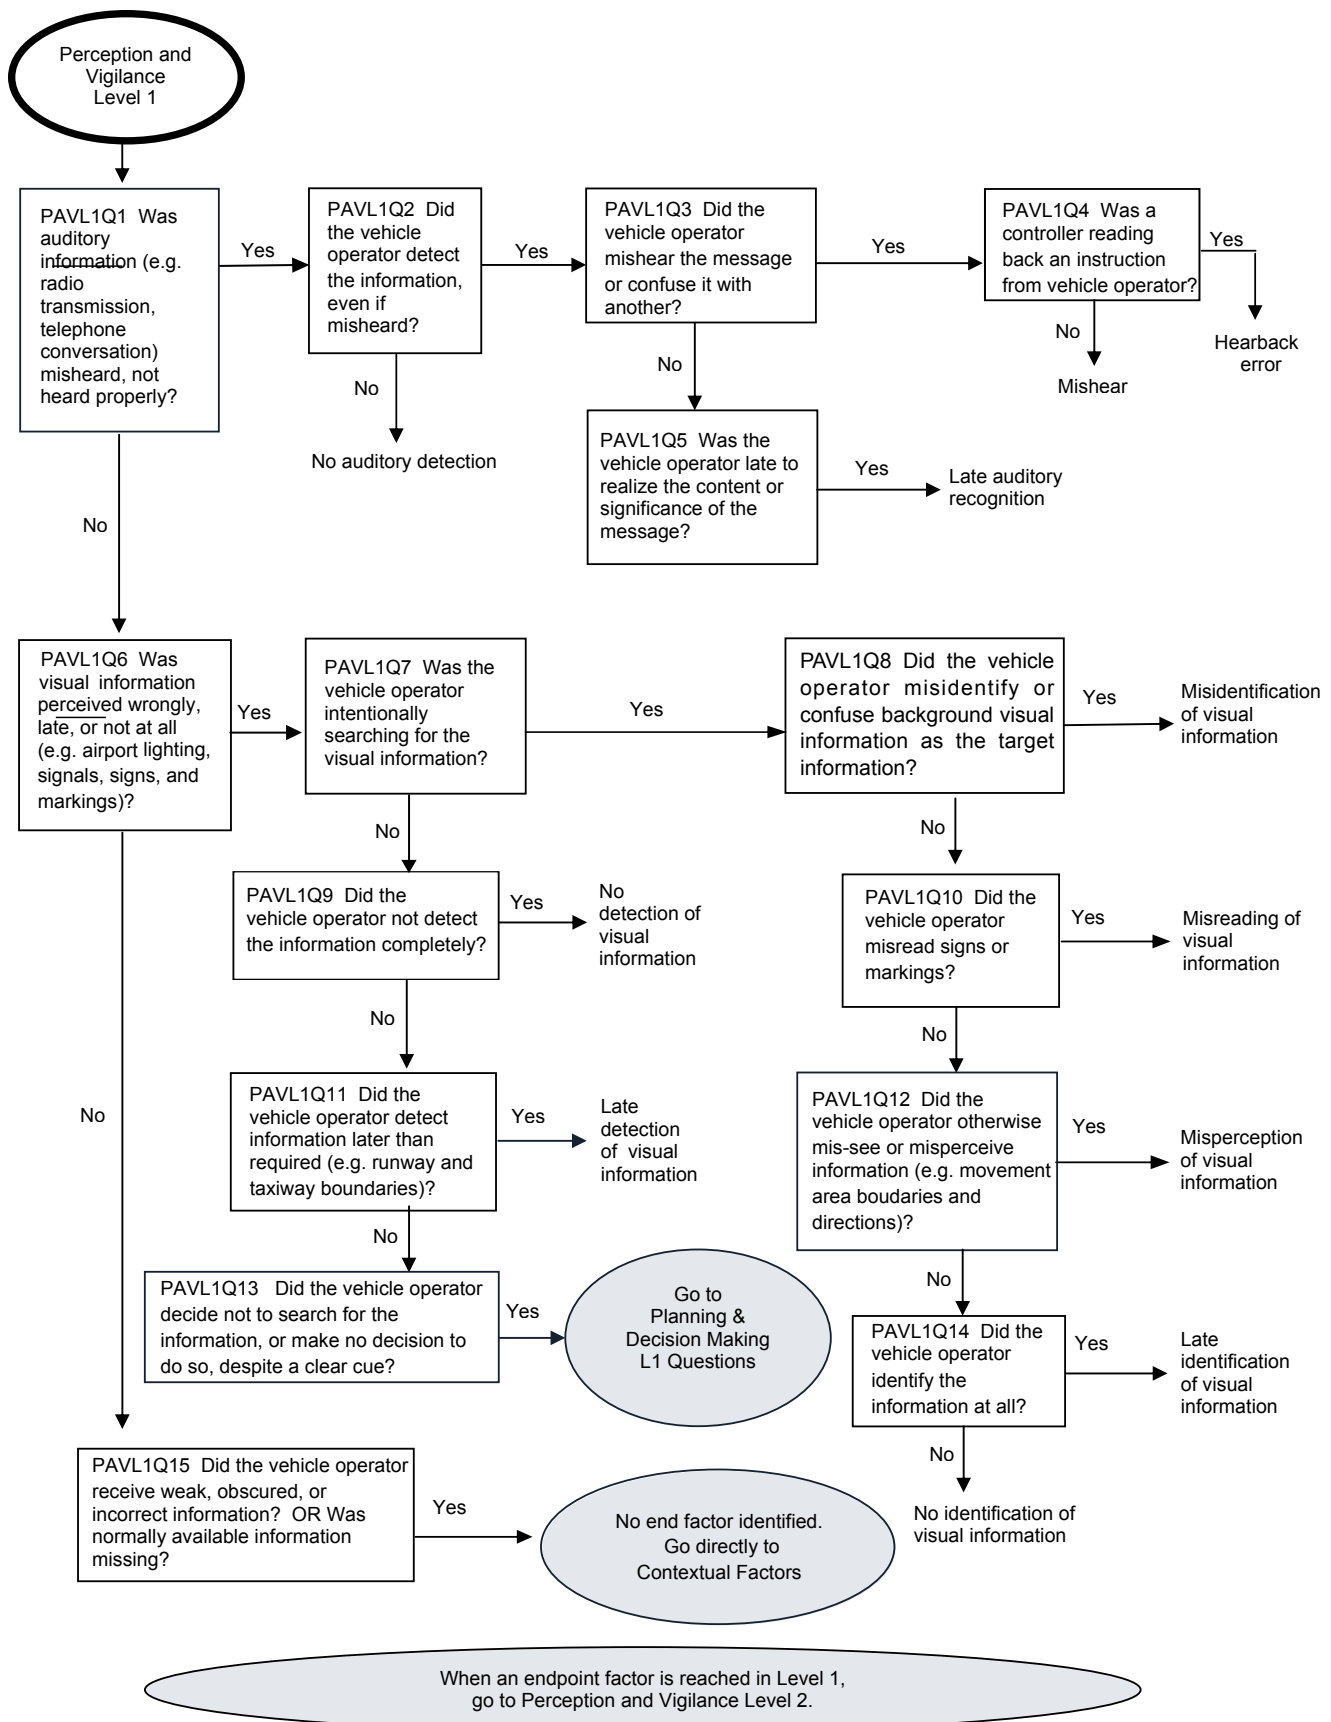 Perception and
Vigilance
Level 1
PAVL1Q1 Was
auditory
information (e.g.
radio
transmission,
telephone
conversation)
misheard, not
heard properly?
Yes
PAVL1Q2 Did
the vehicle
operator detect
the information,
even if
misheard?
Yes
PAVL1Q3 Did the
vehicle operator
mishear the message
or confuse it with
another?
Yes
PAVL1Q4 Was a
controller reading
back an instruction
from vehicle operator?
Yes
Hearback
error
No
Mishear
No
No auditory detection
No
PAVL1Q5 Was the
vehicle operator late to
realize the content or
significance of the
message?
Yes
Late auditory
recognition
No
PAVL1Q6 Was
visual information
perceived wrongly,
late, or not at all
(e.g. airport lighting,
signals, signs, and
markings)?
Yes
PAVL1Q7 Was the
vehicle operator
intentionally
searching for the
visual information?
Yes
PAVL1Q8 Did the vehicle
operator misidentify or
confuse background visual
information as the target
information?
Yes
Misidentification
of visual
information
No
No
PAVL1Q9 Did the
vehicle operator not detect
the information completely?
Yes
No
detection of
visual
information
PAVL1Q10 Did the
vehicle operator
misread signs or
markings?
Yes
Misreading of
visual
information
No
No
PAVL1Q11 Did the
vehicle operator detect
information later than
required (e.g. runway and
taxiway boundaries)?
Yes
Late
detection
of visual
information
PAVL1Q12 Did the
vehicle operator otherwise
mis-see or misperceive
information (e.g. movement
area boudaries and
directions)?
Yes
Misperception
of visual
information
No
No
No
PAVL1Q13 Did the vehicle operator
decide not to search for the
information, or make no decision to
do so, despite a clear cue?
Yes
Go to
Planning &
Decision Making
L1 Questions
PAVL1Q14 Did the
vehicle operator
identify the
information at all?
Yes
Late
identification
of visual
information
No
No identification of
visual information
PAVL1Q15 Did the vehicle operator
receive weak, obscured, or
incorrect information? OR Was
normally available information
missing?
Yes
No end factor identified.
Go directly to
Contextual Factors
When an endpoint factor is reached in Level 1,
go to Perception and Vigilance Level 2.